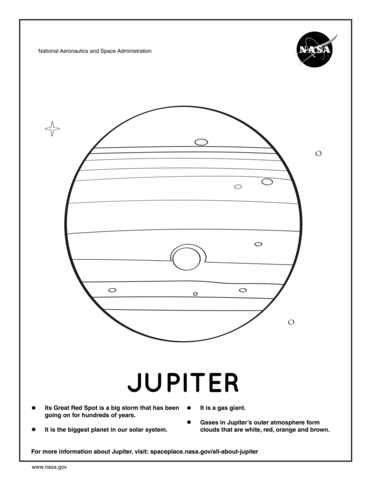 National Aeronautics and Space Administration
NASA
JUPITER
Its Great Red Spot is a big storm that has been
going on for hundreds of years.
It is the biggest planet in our solar system.
It is a gas giant.
Gases in Jupiter's outer atmosphere form
clouds that are white, red, orange and brown.
For more information about Jupiter, visit: spaceplace.nasa.gov/all-about-jupiter
www.nasa.gov